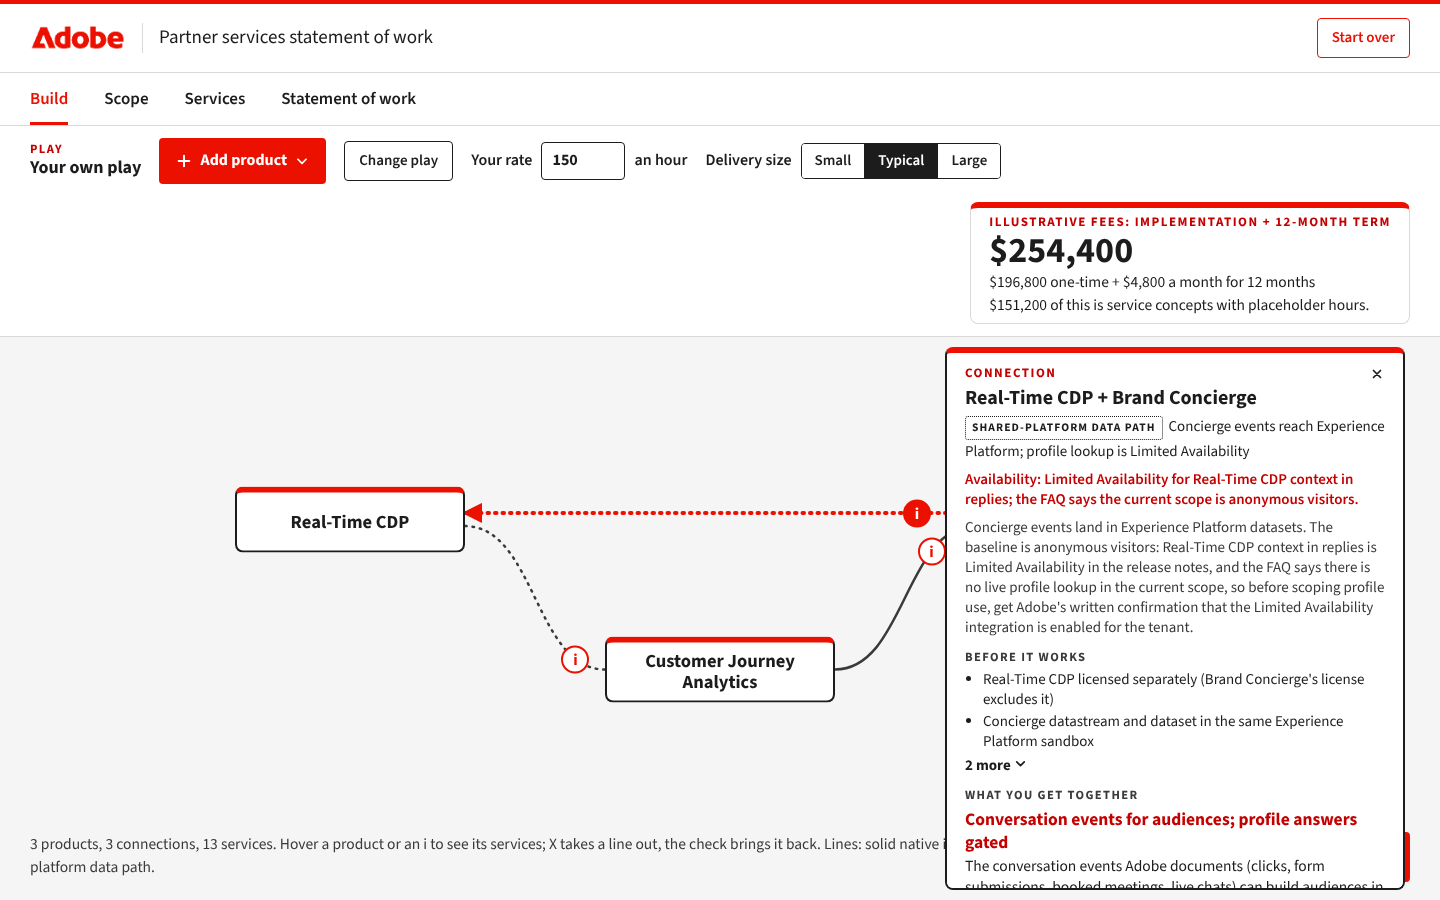 Adobe
Partner services statement of work
Start over
Build
Scope
Services
Statement of work
PLAY
Your own play
Add product
Change play
Your rate
150
an hour
Delivery size
Small
Typical
Large
ILLUSTRATIVE FEES: IMPLEMENTATION + 12-MONTH TERM
$254,400
$196,800 one-time + $4,800 a month for 12 months
$151,200 of this is service concepts with placeholder hours.
Real-Time CDP
i
i
i
Customer Journey
Analytics
CONNECTION
Real-Time CDP + Brand Concierge
SHARED-PLATFORM DATA PATH Concierge events reach Experience
Platform; profile lookup is Limited Availability
Availability: Limited Availability for Real-Time CDP context in
replies; the FAQ says the current scope is anonymous visitors.
Concierge events land in Experience Platform datasets. The
baseline is anonymous visitors: Real-Time CDP context in replies is
Limited Availability in the release notes, and the FAQ says there is
no live profile lookup in the current scope, so before scoping profile
use, get Adobe's written confirmation that the Limited Availability
integration is enabled for the tenant.
BEFORE IT WORKS
• Real-Time CDP licensed separately (Brand Concierge's license
excludes it)
• Concierge datastream and dataset in the same Experience
Platform sandbox
2 more
WHAT YOU GET TOGETHER
Conversation events for audiences; profile answers
gated
The conversation events Adobe documents (clicks, form
submissions, booked meetings, live chats) can build audiences in
3 products, 3 connections, 13 services. Hover a product or an i to see its services; X takes a line out, the check brings it back. Lines: solid native
platform data path.